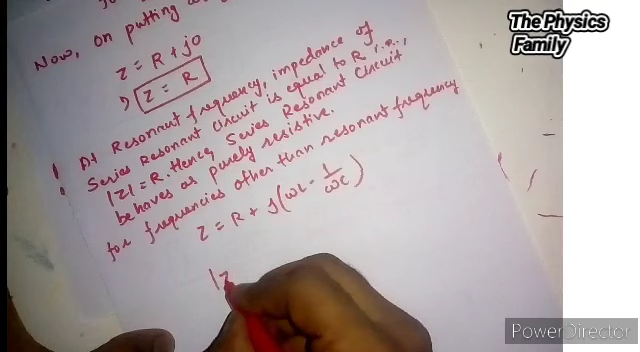 Now, on putting
Z = R + j0
⇒ Z = R
At Resonant frequency, impedance of
Series Resonant Circuit is equal to R i.e.,
|Z| = R. Hence, Series Resonant Circuit
behaves as purely resistive.
for frequencies other than resonant frequency
Z = R + j(ωL - 1/ωC)
|Z
The Physics
Family
PowerDirector